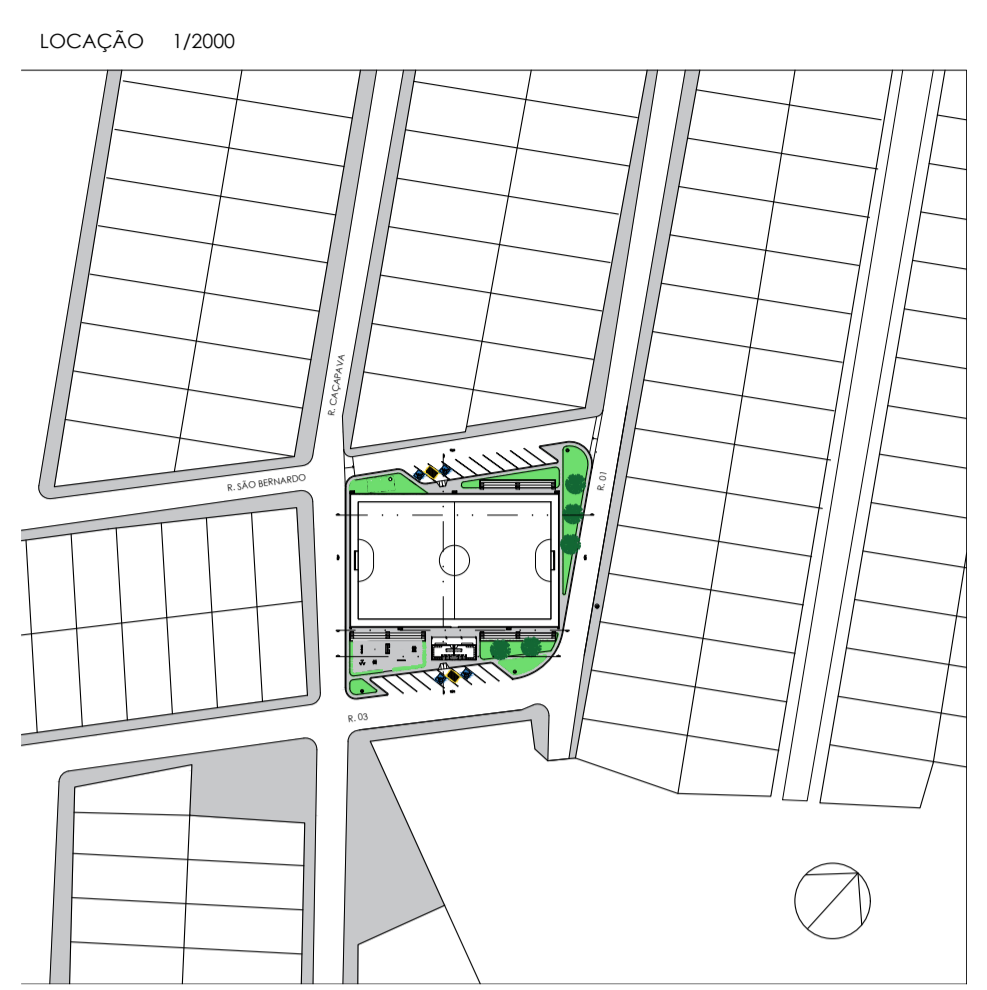 LOCAÇÃO 1/2000
R. CAÇAPAVA
R. SÃO BERNARDO
R. 01
R. 03